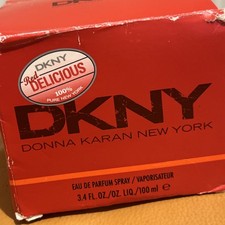 DKNY
Red
DELICIOUS
100%
PURE NEW YORK
DKNY
DONNA KARAN NEW YORK
EAU DE PARFUM SPRAY / VAPORISATEUR
3.4 FL. OZ./OZ. LIQ./100 ml e